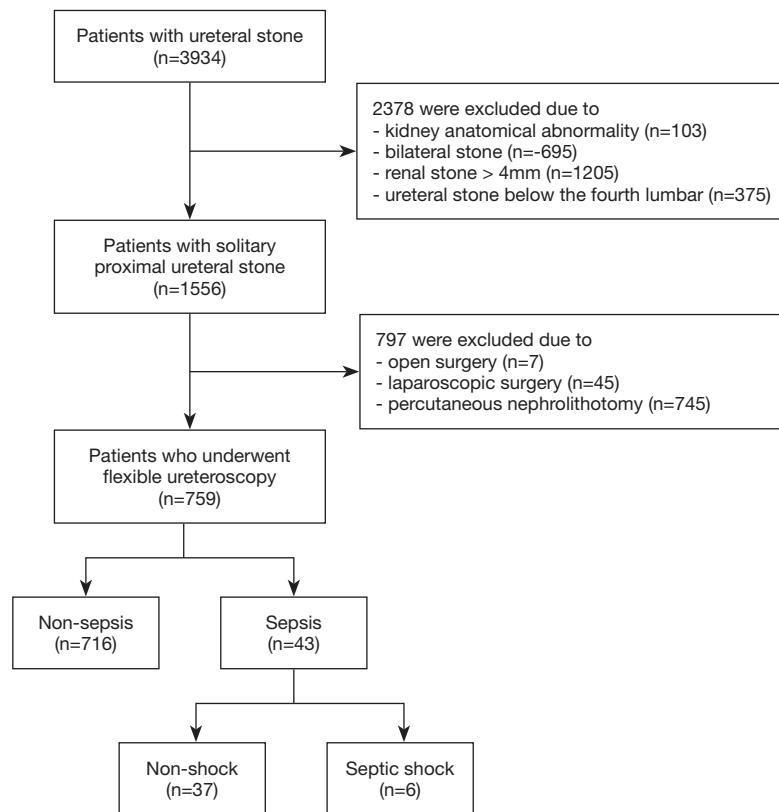 Patients with ureteral stone
(n=3934)
2378 were excluded due to
- kidney anatomical abnormality (n=103)
- bilateral stone (n=-695)
- renal stone > 4mm (n=1205)
- ureteral stone below the fourth lumbar (n=375)
Patients with solitary
proximal ureteral stone
(n=1556)
797 were excluded due to
- open surgery (n=7)
- laparoscopic surgery (n=45)
- percutaneous nephrolithotomy (n=745)
Patients who underwent
flexible ureteroscopy
(n=759)
Non-sepsis
(n=716)
Sepsis
(n=43)
Non-shock
(n=37)
Septic shock
(n=6)